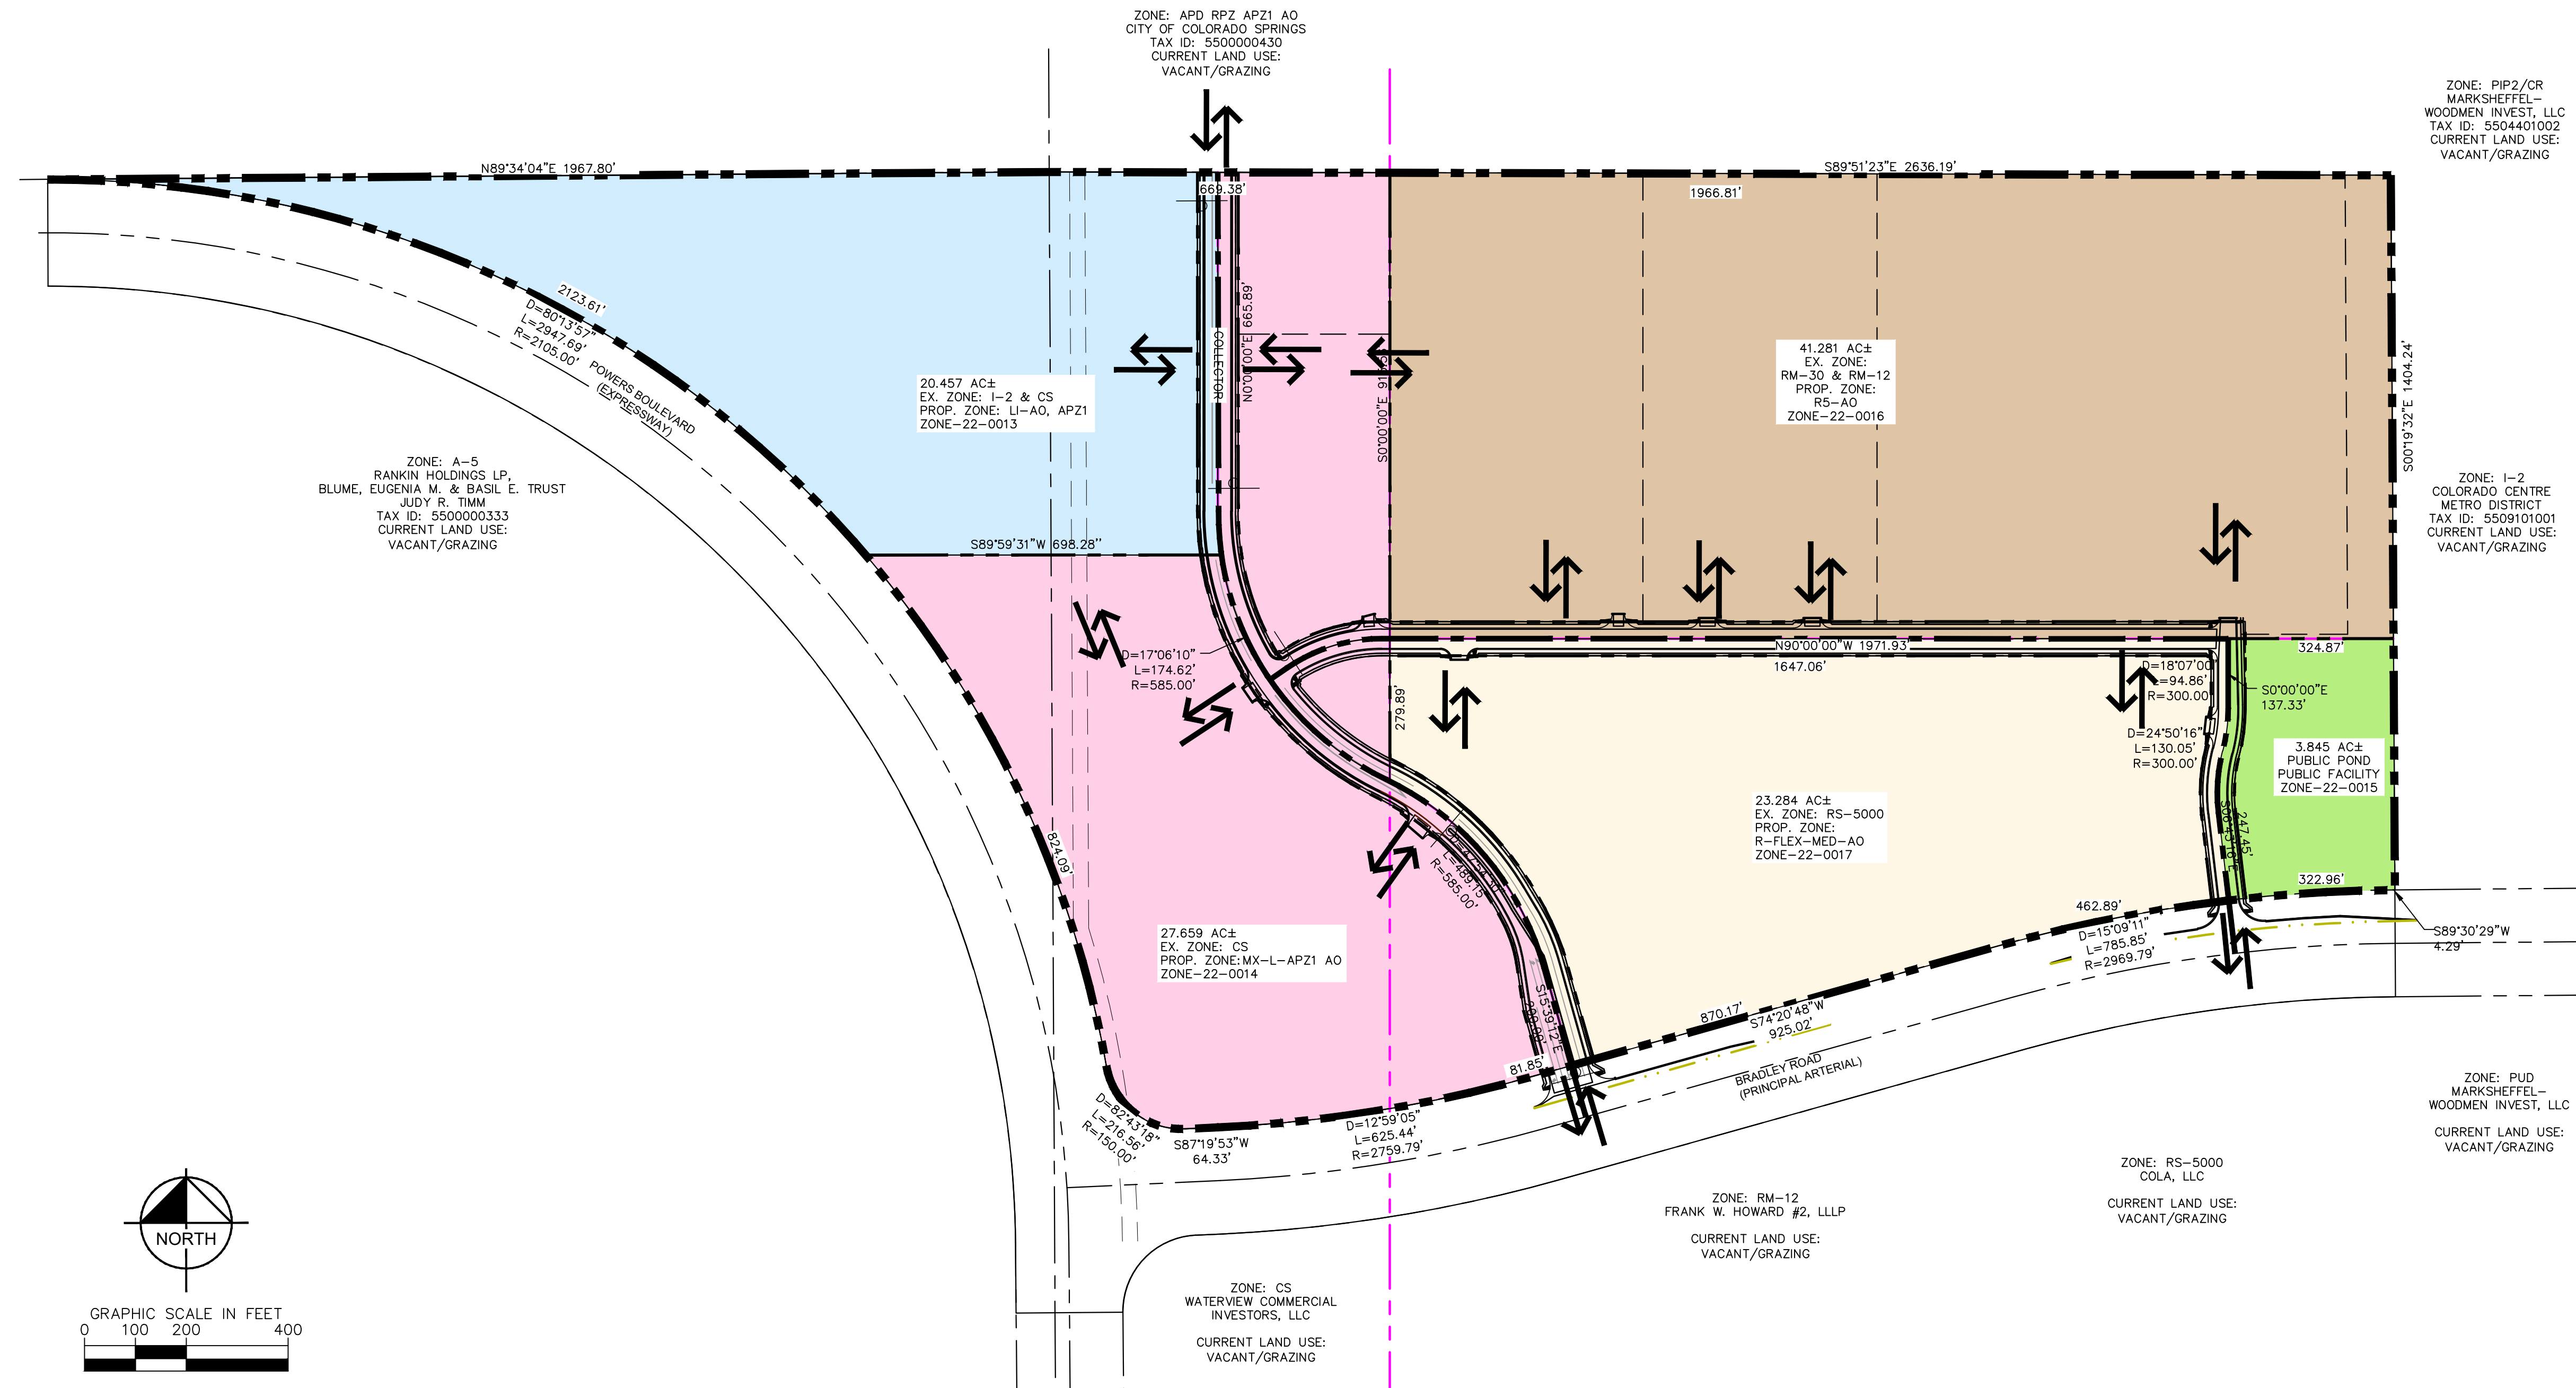 ZONE: APD RPZ APZ1 AO
CITY OF COLORADO SPRINGS
TAX ID: 5500000430
CURRENT LAND USE:
VACANT/GRAZING
ZONE: PIP2/CR
MARKSHEFFEL-
WOODMEN INVEST, LLC
TAX ID: 5504401002
CURRENT LAND USE:
VACANT/GRAZING
N89°34'04"E 1967.80'
S89°51'23"E 2636.19'
669.38'
1966.81'
2123.61'
D=80°13'57"
L=2947.69'
R=2105.00'
POWERS BOULEVARD
(EXPRESSWAY)
COLLECTOR
N0°00'00"E 665.89'
S0°00'00"E
S00°19'32"E 1404.24'
20.457 AC±
EX. ZONE: I-2 & CS
PROP. ZONE: LI-AO, APZ1
ZONE-22-0013
41.281 AC±
EX. ZONE:
RM-30 & RM-12
PROP. ZONE:
R5-AO
ZONE-22-0016
ZONE: A-5
RANKIN HOLDINGS LP,
BLUME, EUGENIA M. & BASIL E. TRUST
JUDY R. TIMM
TAX ID: 5500000333
CURRENT LAND USE:
VACANT/GRAZING
ZONE: I-2
COLORADO CENTRE
METRO DISTRICT
TAX ID: 5509101001
CURRENT LAND USE:
VACANT/GRAZING
S89°59'31"W 698.28"
D=17°06'10"
L=174.62'
R=585.00'
N90°00'00"W 1971.93'
1647.06'
324.87'
279.89'
D=18°07'00"
L=94.86'
R=300.00'
S0°00'00"E
137.33'
D=24°50'16"
L=130.05'
R=300.00'
3.845 AC±
PUBLIC POND
PUBLIC FACILITY
ZONE-22-0015
23.284 AC±
EX. ZONE: RS-5000
PROP. ZONE:
R-FLEX-MED-AO
ZONE-22-0017
247.45'
824.09'
L=489.15'
R=585.00'
322.96'
462.89'
D=15°09'11"
L=785.85'
R=2969.79'
S89°30'29"W
4.29'
27.659 AC±
EX. ZONE: CS
PROP. ZONE: MX-L-APZ1 AO
ZONE-22-0014
S15°39'12"E
870.17'
S74°20'48"W
925.02'
81.85'
BRADLEY ROAD
(PRINCIPAL ARTERIAL)
D=82°43'18"
L=216.56'
R=150.00'
S87°19'53"W
64.33'
D=12°59'05"
L=625.44'
R=2759.79'
ZONE: PUD
MARKSHEFFEL-
WOODMEN INVEST, LLC
CURRENT LAND USE:
VACANT/GRAZING
ZONE: RS-5000
COLA, LLC
CURRENT LAND USE:
VACANT/GRAZING
ZONE: RM-12
FRANK W. HOWARD #2, LLLP
CURRENT LAND USE:
VACANT/GRAZING
ZONE: CS
WATERVIEW COMMERCIAL
INVESTORS, LLC
CURRENT LAND USE:
VACANT/GRAZING
NORTH
GRAPHIC SCALE IN FEET
0 100 200 400